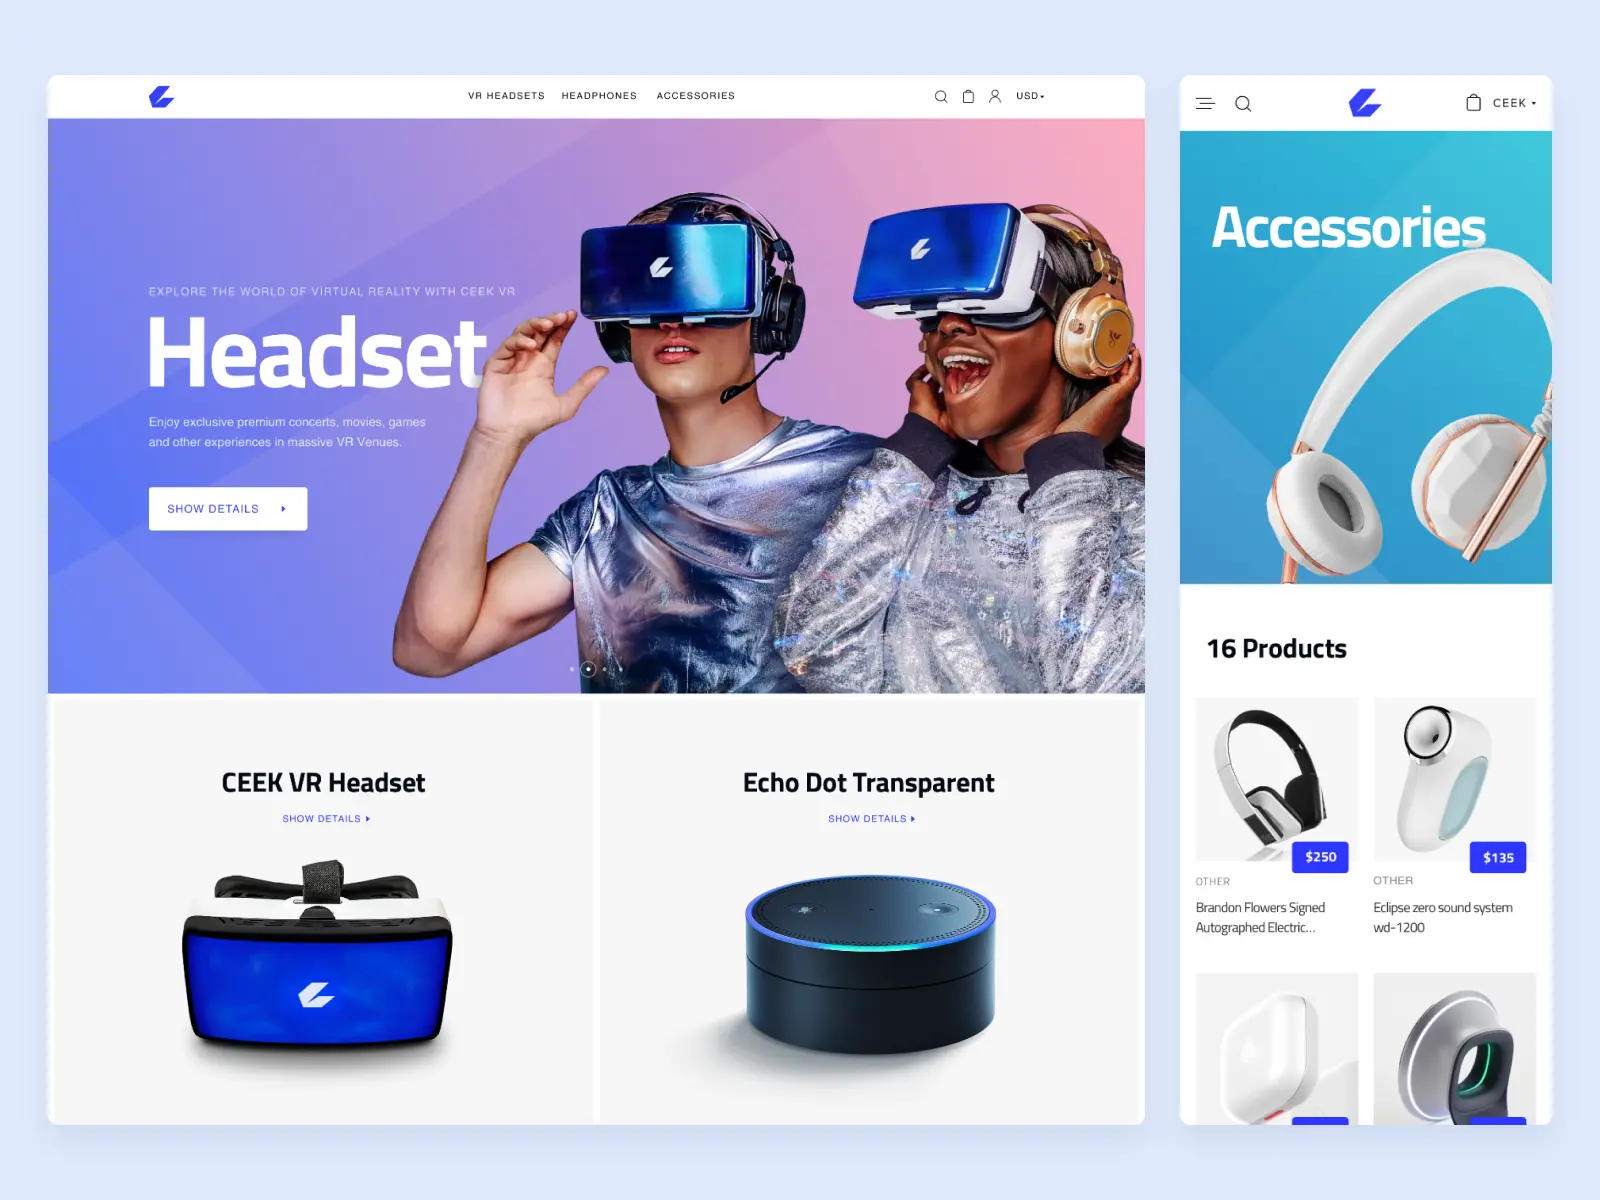 VR HEADSETS HEADPHONES ACCESSORIES USD
EXPLORE THE WORLD OF VIRTUAL REALITY WITH CEEK VR
Headset
Enjoy exclusive premium concerts, movies, games
and other experiences in massive VR Venues.
SHOW DETAILS
CEEK VR Headset
SHOW DETAILS
Echo Dot Transparent
SHOW DETAILS
CEEK
Accessories
16 Products
$250
OTHER
Brandon Flowers Signed
Autographed Electric...
$135
OTHER
Eclipse zero sound system
wd-1200